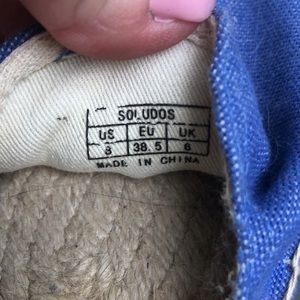 SOLUDOS
US EU UK
8 38.5 6
MADE IN CHINA